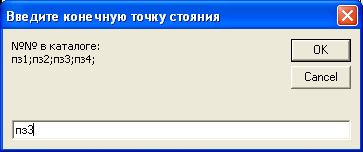 Введите конечную точку стояния
№№ в каталоге:
пз1;пз2;пз3;пз4;
OK
Cancel
пз3